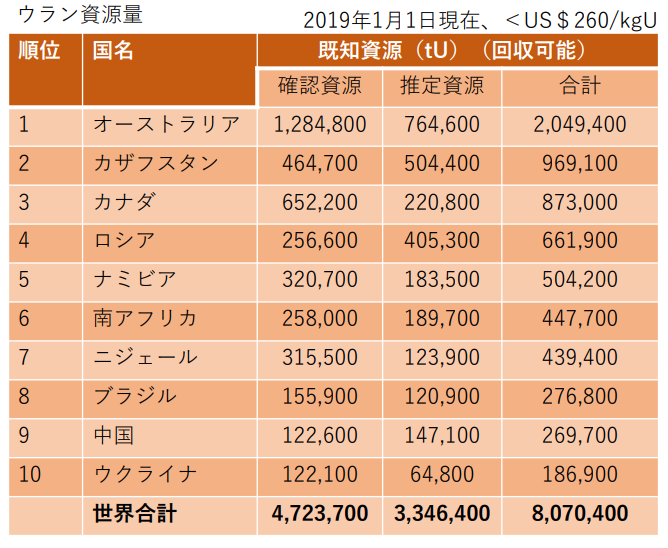 ウラン資源量
2019年1月1日現在、＜US＄260/kgU
順位 国名 既知資源（tU）（回収可能）
確認資源 推定資源 合計
1 オーストラリア 1,284,800 764,600 2,049,400
2 カザフスタン 464,700 504,400 969,100
3 カナダ 652,200 220,800 873,000
4 ロシア 256,600 405,300 661,900
5 ナミビア 320,700 183,500 504,200
6 南アフリカ 258,000 189,700 447,700
7 ニジェール 315,500 123,900 439,400
8 ブラジル 155,900 120,900 276,800
9 中国 122,600 147,100 269,700
10 ウクライナ 122,100 64,800 186,900
世界合計 4,723,700 3,346,400 8,070,400